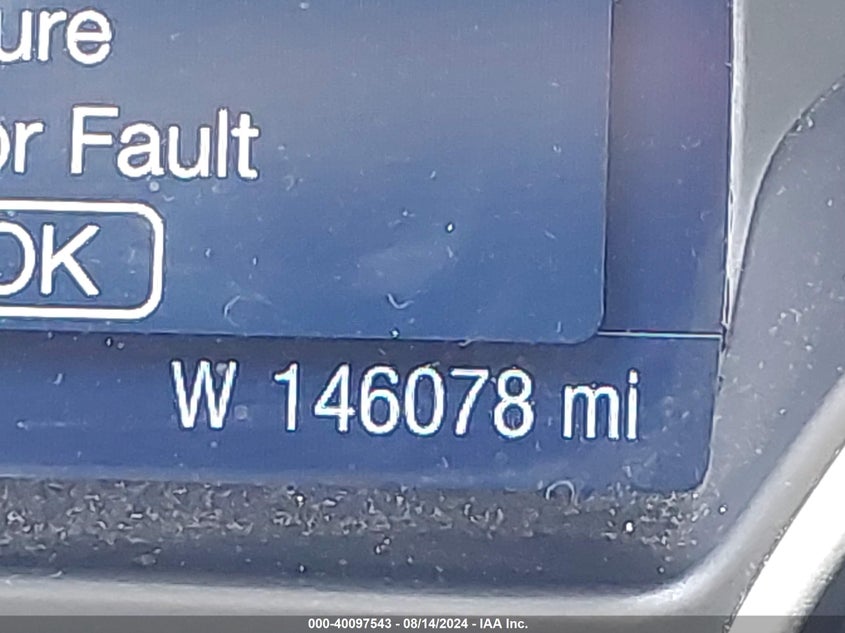 ure
or Fault
OK
W 146078 mi
000-40097543 - 08/14/2024 - IAA Inc.